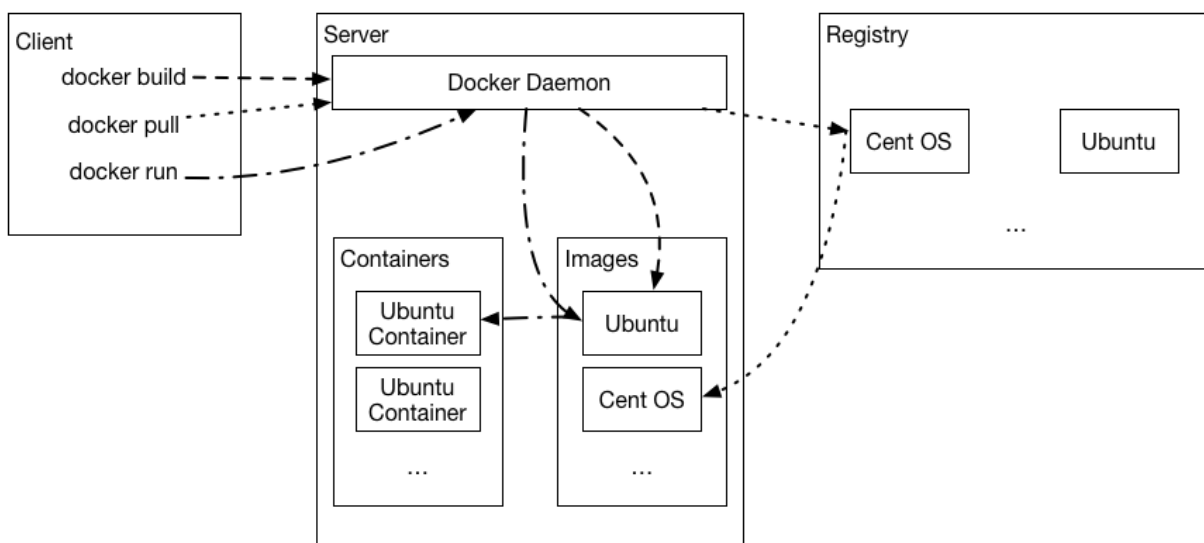 Client
docker build
docker pull
docker run
Server
Docker Daemon
Containers
Ubuntu
Container
Ubuntu
Container
...
Images
Ubuntu
Cent OS
...
Registry
Cent OS
Ubuntu
...